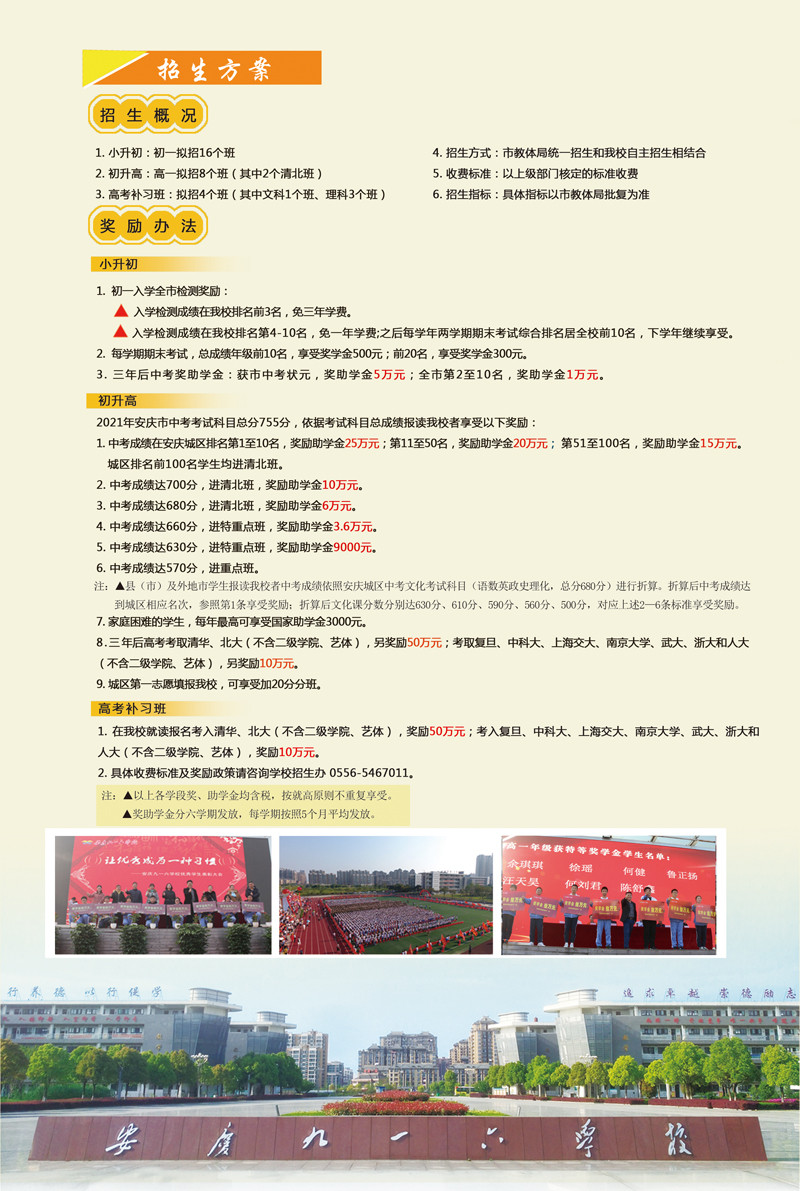 招生方案
招生概况
1. 小升初：初一拟招16个班
2. 初升高：高一拟招8个班（其中2个清北班）
3. 高考补习班：拟招4个班（其中文科1个班、理科3个班）
4. 招生方式：市教体局统一招生和我校自主招生相结合
5. 收费标准：以上级部门核定的标准收费
6. 招生指标：具体指标以市教体局批复为准
奖励办法
小升初
1. 初一入学全市检测奖励：
▲ 入学检测成绩在我校排名前3名，免三年学费。
▲ 入学检测成绩在我校排名第4-10名，免一年学费;之后每学年两学期期末考试综合排名居全校前10名，下学年继续享受。
2. 每学期期末考试，总成绩年级前10名，享受奖学金500元；前20名，享受奖学金300元。
3. 三年后中考奖助学金：获市中考状元，奖助学金5万元；全市第2至10名，奖助学金1万元。
初升高
2021年安庆市中考考试科目总分755分，依据考试科目总成绩报读我校者享受以下奖励：
1. 中考成绩在安庆城区排名第1至10名，奖励助学金25万元；第11至50名，奖励助学金20万元； 第51至100名，奖励助学金15万元。
城区排名前100名学生均进清北班。
2. 中考成绩达700分，进清北班，奖励助学金10万元。
3. 中考成绩达680分，进清北班，奖励助学金6万元。
4. 中考成绩达660分，进特重点班，奖励助学金3.6万元。
5. 中考成绩达630分，进特重点班，奖励助学金9000元。
6. 中考成绩达570分，进重点班。
注：▲县（市）及外地市学生报读我校者中考成绩依照安庆城区中考文化考试科目（语数英政史理化，总分680分）进行折算。折算后中考成绩达
到城区相应名次，参照第1条享受奖励；折算后文化课分数分别达630分、610分、590分、560分、500分，对应上述2—6条标准享受奖励。
7. 家庭困难的学生，每年最高可享受国家助学金3000元。
8. 三年后高考考取清华、北大（不含二级学院、艺体），另奖励50万元；考取复旦、中科大、上海交大、南京大学、武大、浙大和人大
（不含二级学院、艺体），另奖励10万元。
9. 城区第一志愿填报我校，可享受加20分分班。
高考补习班
1. 在我校就读报名考入清华、北大（不含二级学院、艺体），奖励50万元；考入复旦、中科大、上海交大、南京大学、武大、浙大和
人大（不含二级学院、艺体），奖励10万元。
2. 具体收费标准及奖励政策请咨询学校招生办 0556-5467011。
注：▲以上各学段奖、助学金均含税，按就高原则不重复享受。
▲奖助学金分六学期发放，每学期按照5个月平均发放。
让优秀成为一种习惯
高一年级获特等奖学金学生名单：
余琪琪 徐瑶 何健 鲁正扬
汪天昊 何刘君 陈舒
追求卓越 崇德励志
安庆九一六学校